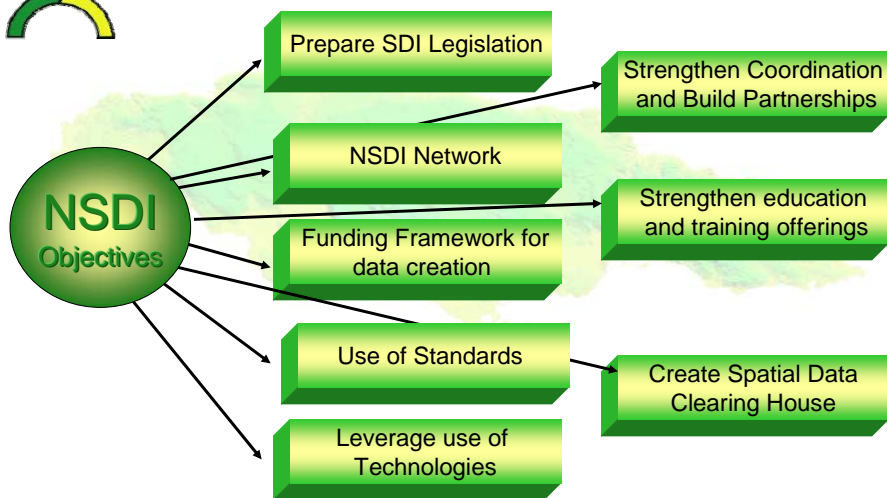 NSDI
Objectives
Prepare SDI Legislation
NSDI Network
Funding Framework for
data creation
Use of Standards
Leverage use of
Technologies
Strengthen Coordination
and Build Partnerships
Strengthen education
and training offerings
Create Spatial Data
Clearing House